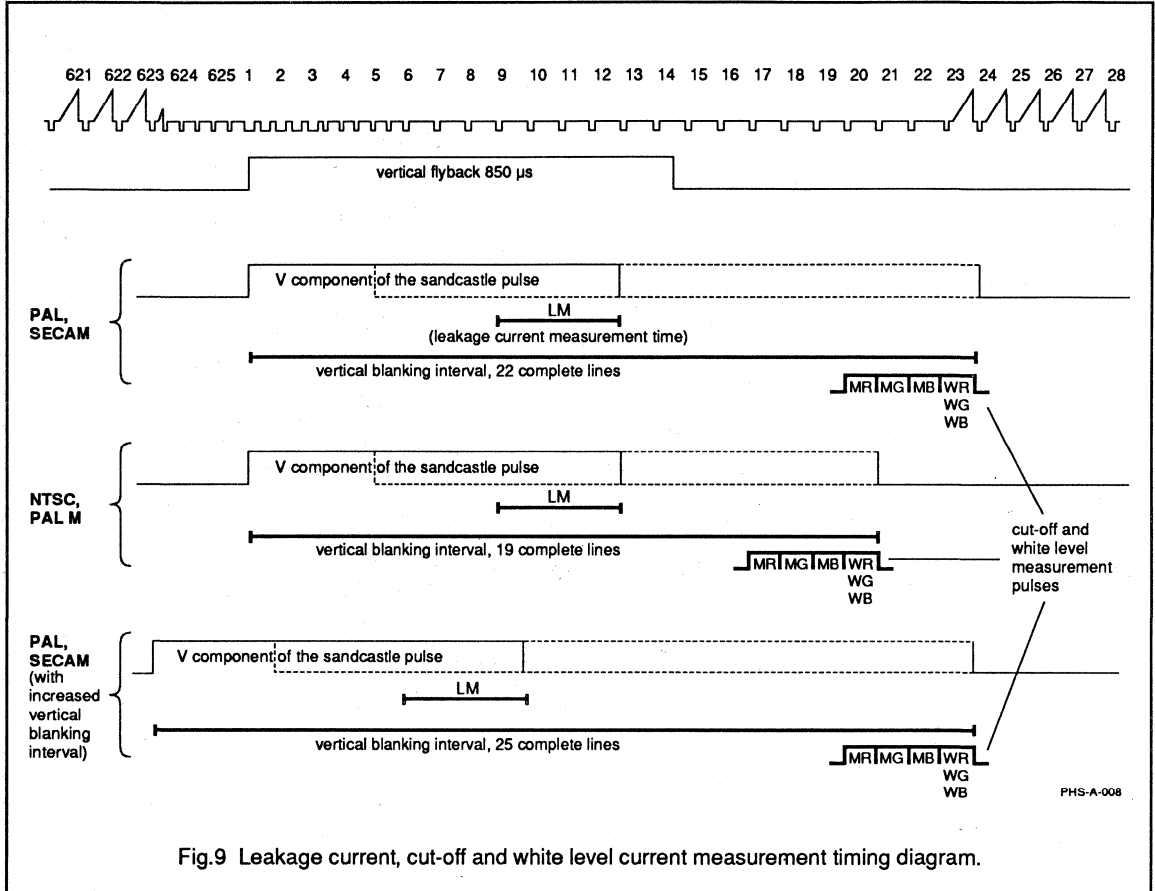 621 622 623 624 625 1 2 3 4 5 6 7 8 9 10 11 12 13 14 15 16 17 18 19 20 21 22 23 24 25 26 27 28
vertical flyback 850 µs
PAL,
SECAM
V component of the sandcastle pulse
LM
(leakage current measurement time)
vertical blanking interval, 22 complete lines
MR MG MB WR
WG
WB
NTSC,
PAL M
V component of the sandcastle pulse
LM
vertical blanking interval, 19 complete lines
MR MG MB WR
WG
WB
cut-off and
white level
measurement
pulses
PAL,
SECAM
(with
increased
vertical
blanking
interval)
V component of the sandcastle pulse
LM
vertical blanking interval, 25 complete lines
MR MG MB WR
WG
WB
PHS-A-008
Fig.9 Leakage current, cut-off and white level current measurement timing diagram.